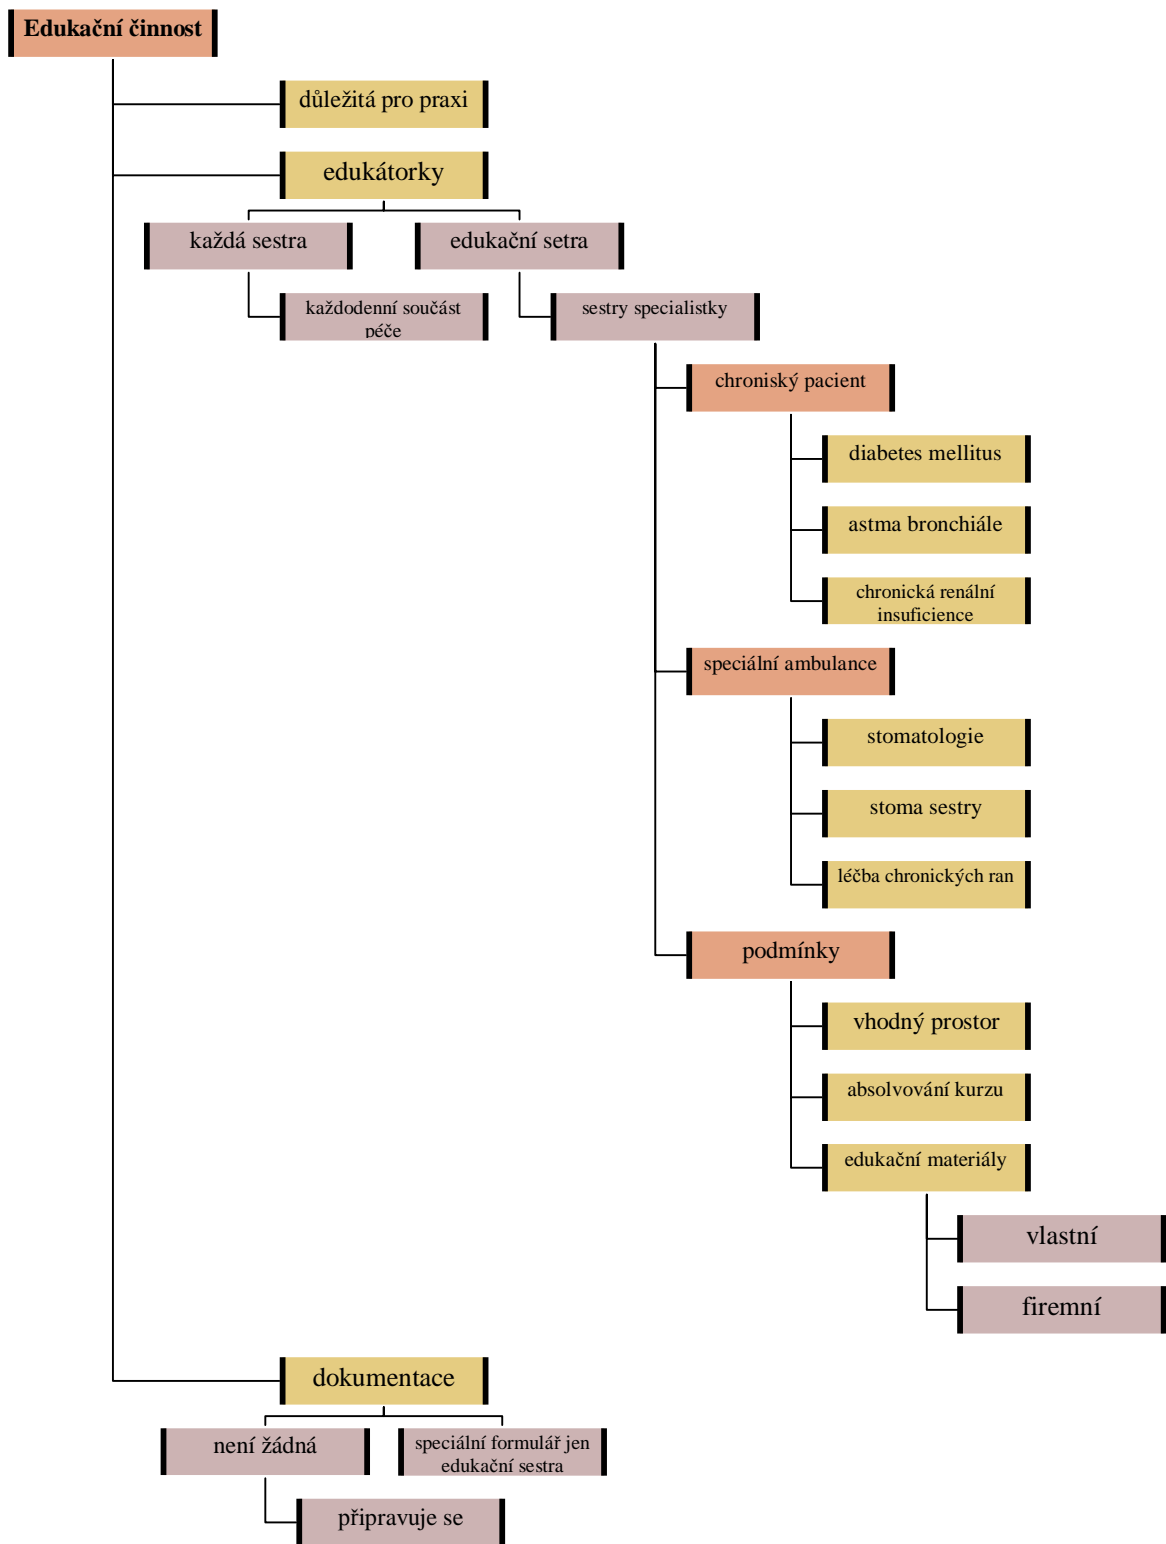 Edukační činnost
důležitá pro praxi
edukátorky
každá sestra
edukační setra
každodenní součást
péče
sestry specialistky
chroniský pacient
diabetes mellitus
astma bronchiále
chronická renální
insuficience
speciální ambulance
stomatologie
stoma sestry
léčba chronických ran
podmínky
vhodný prostor
absolvování kurzu
edukační materiály
vlastní
firemní
dokumentace
není žádná
speciální formulář jen
edukační sestra
připravuje se